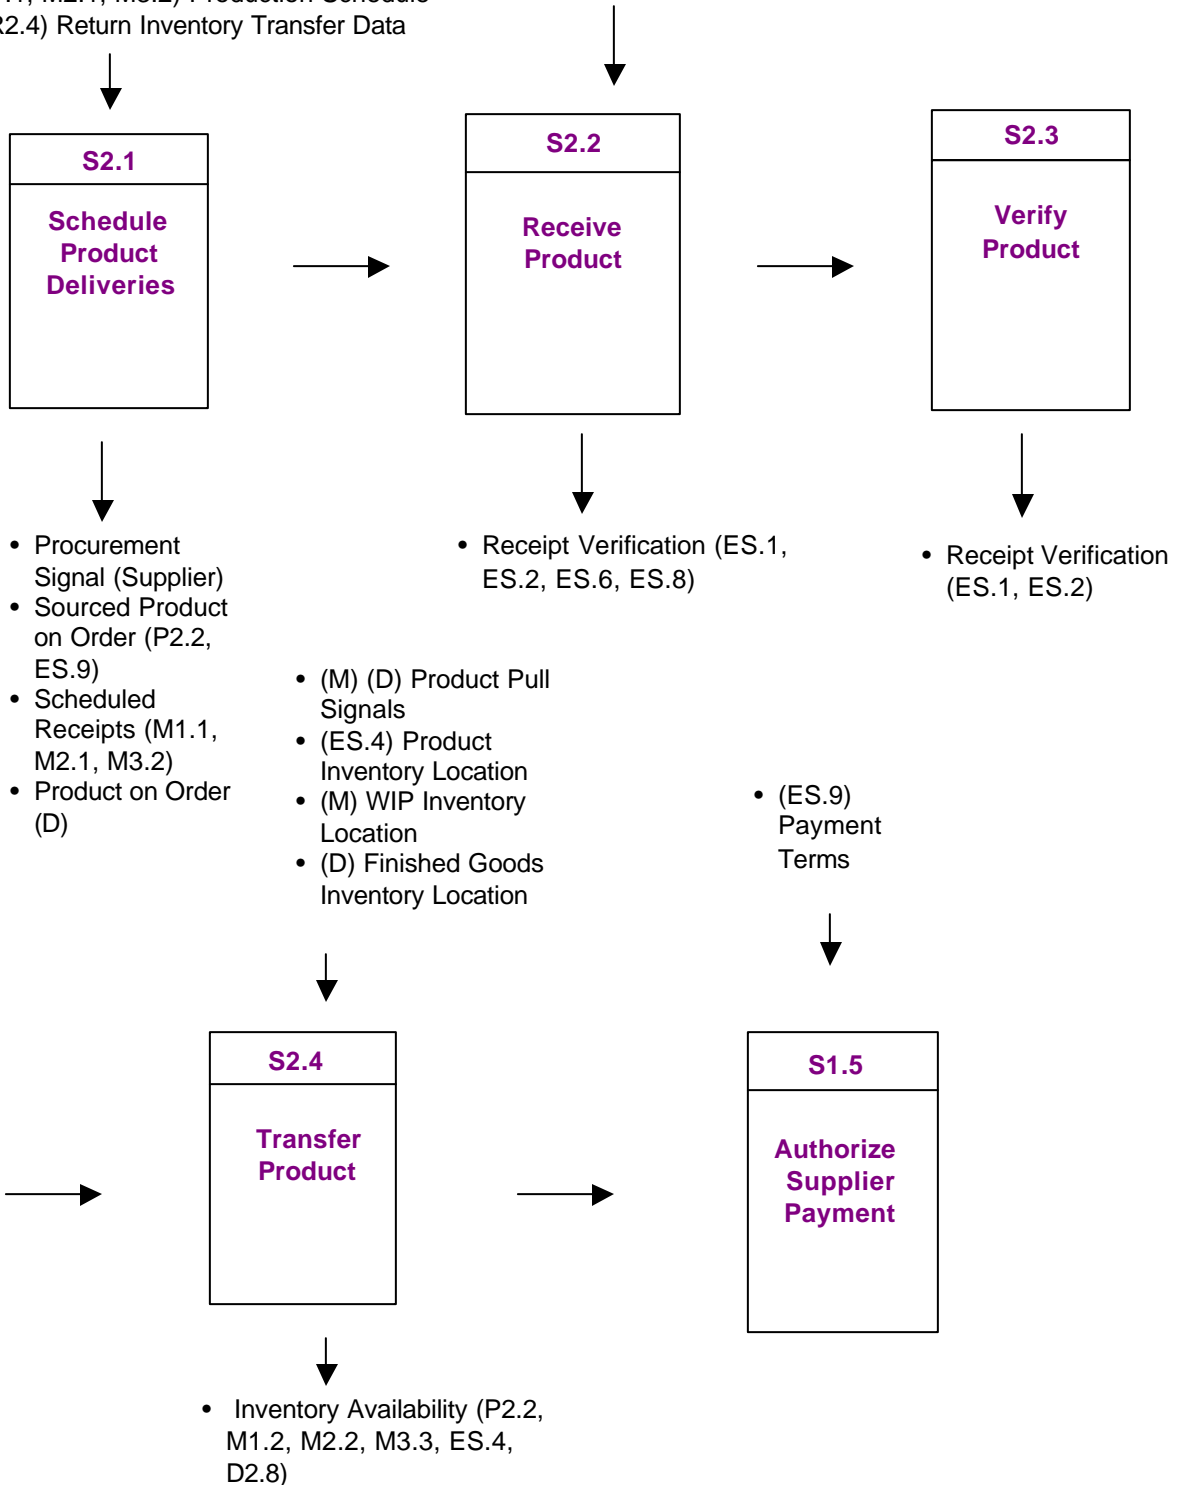 Production Schedule
Return Inventory Transfer Data
S2.1
Schedule
Product
Deliveries
S2.2
Receive
Product
S2.3
Verify
Product
• Procurement
Signal (Supplier)
• Sourced Product
on Order (P2.2,
ES.9)
• Scheduled
Receipts (M1.1,
M2.1, M3.2)
• Product on Order
(D)
• Receipt Verification (ES.1,
ES.2, ES.6, ES.8)
• Receipt Verification
(ES.1, ES.2)
• (M) (D) Product Pull
Signals
• (ES.4) Product
Inventory Location
• (M) WIP Inventory
Location
• (D) Finished Goods
Inventory Location
• (ES.9)
Payment
Terms
S2.4
Transfer
Product
S1.5
Authorize
Supplier
Payment
• Inventory Availability (P2.2,
M1.2, M2.2, M3.3, ES.4,
D2.8)